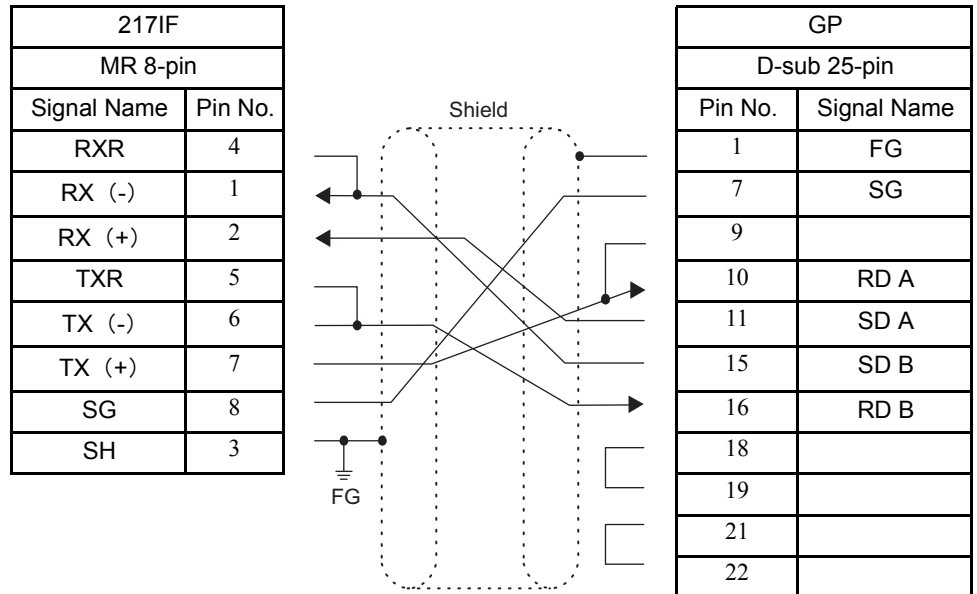 217IF
MR 8-pin
Signal Name Pin No.
RXR 4
RX （-） 1
RX （+） 2
TXR 5
TX （-） 6
TX （+） 7
SG 8
SH 3
Shield
FG
GP
D-sub 25-pin
Pin No. Signal Name
1 FG
7 SG
9
10 RD A
11 SD A
15 SD B
16 RD B
18
19
21
22